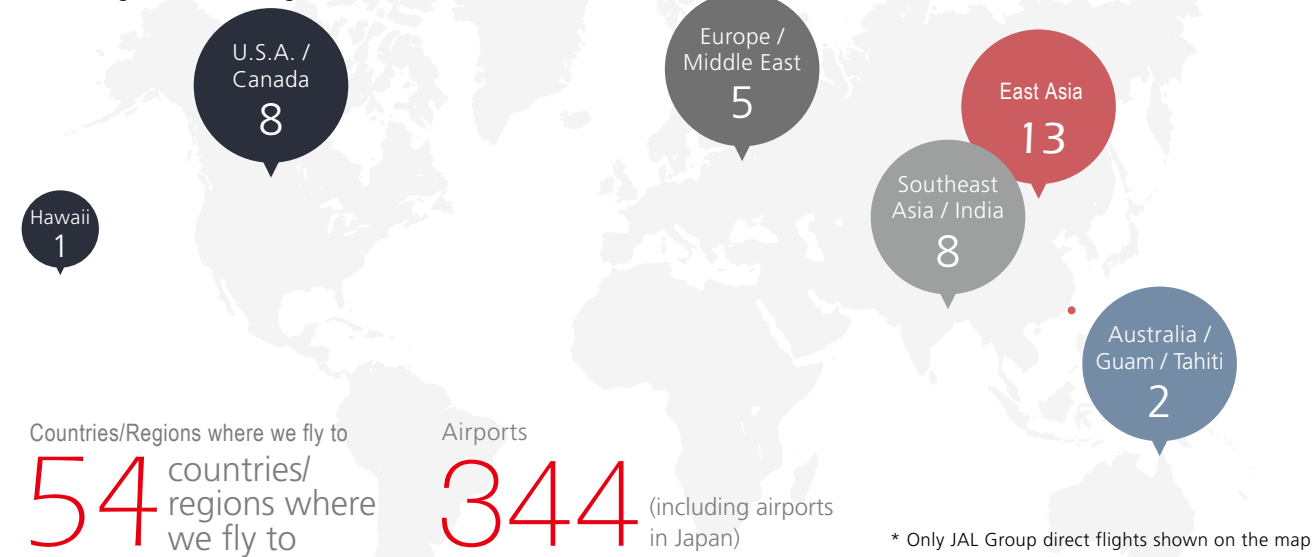 U.S.A. /
Canada
8
Europe /
Middle East
5
East Asia
13
Southeast
Asia / India
8
Hawaii
1
Australia /
Guam / Tahiti
2
Countries/Regions where we fly to
54 countries/
regions where
we fly to
Airports
344 (including airports
in Japan)
* Only JAL Group direct flights shown on the map